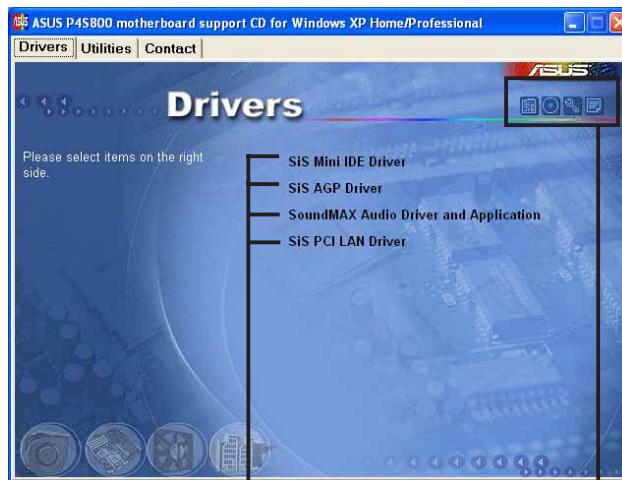 ASUS P4S800 motherboard support CD for Windows XP Home/Professional
Drivers Utilities Contact
ASUS
Drivers
Please select items on the right
side.
SiS Mini IDE Driver
SiS AGP Driver
SoundMAX Audio Driver and Application
SiS PCI LAN Driver